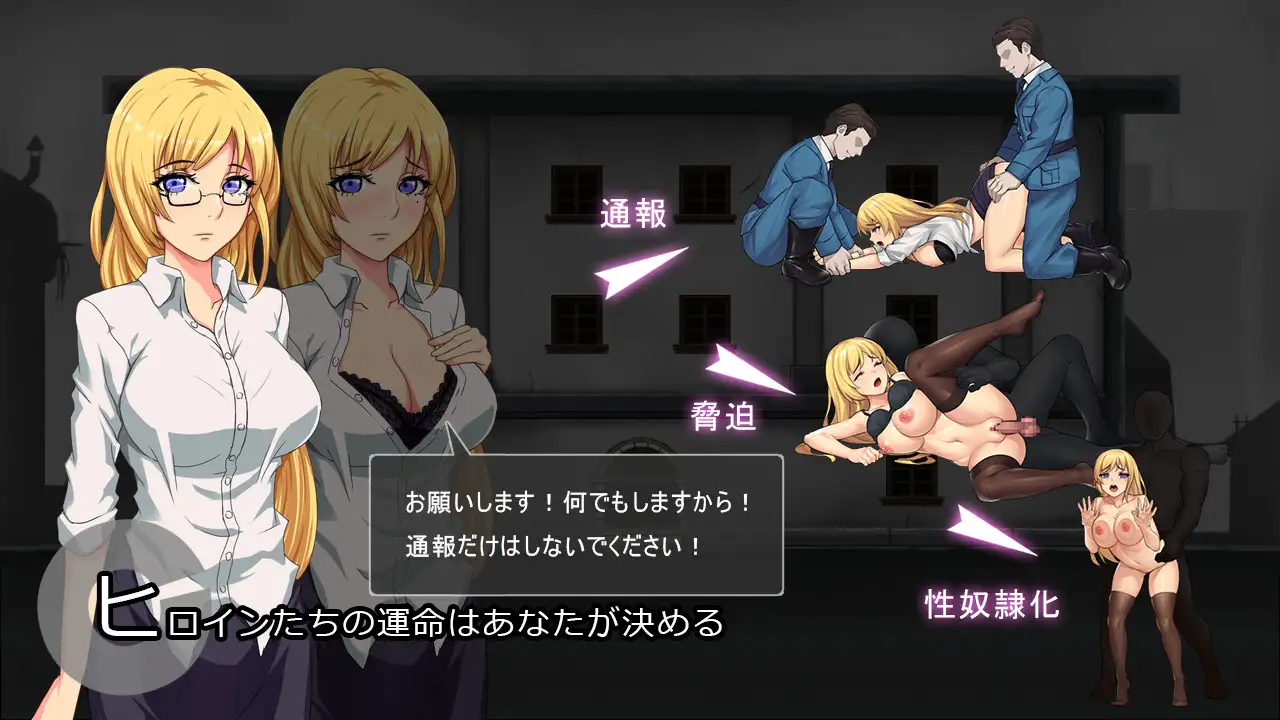 通報
脅迫
お願いします！何でもしますから！
通報だけはしないでください！
性奴隷化
ヒロインたちの運命はあなたが決める